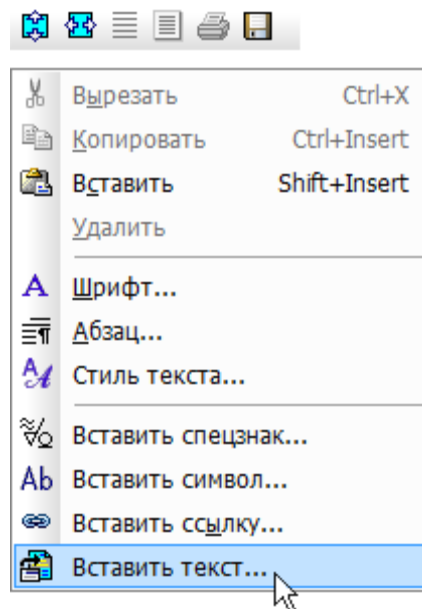 Вырезать Ctrl+X
Копировать Ctrl+Insert
Вставить Shift+Insert
Удалить
Шрифт...
Абзац...
Стиль текста...
Вставить спецзнак...
Вставить символ...
Вставить ссылку...
Вставить текст...